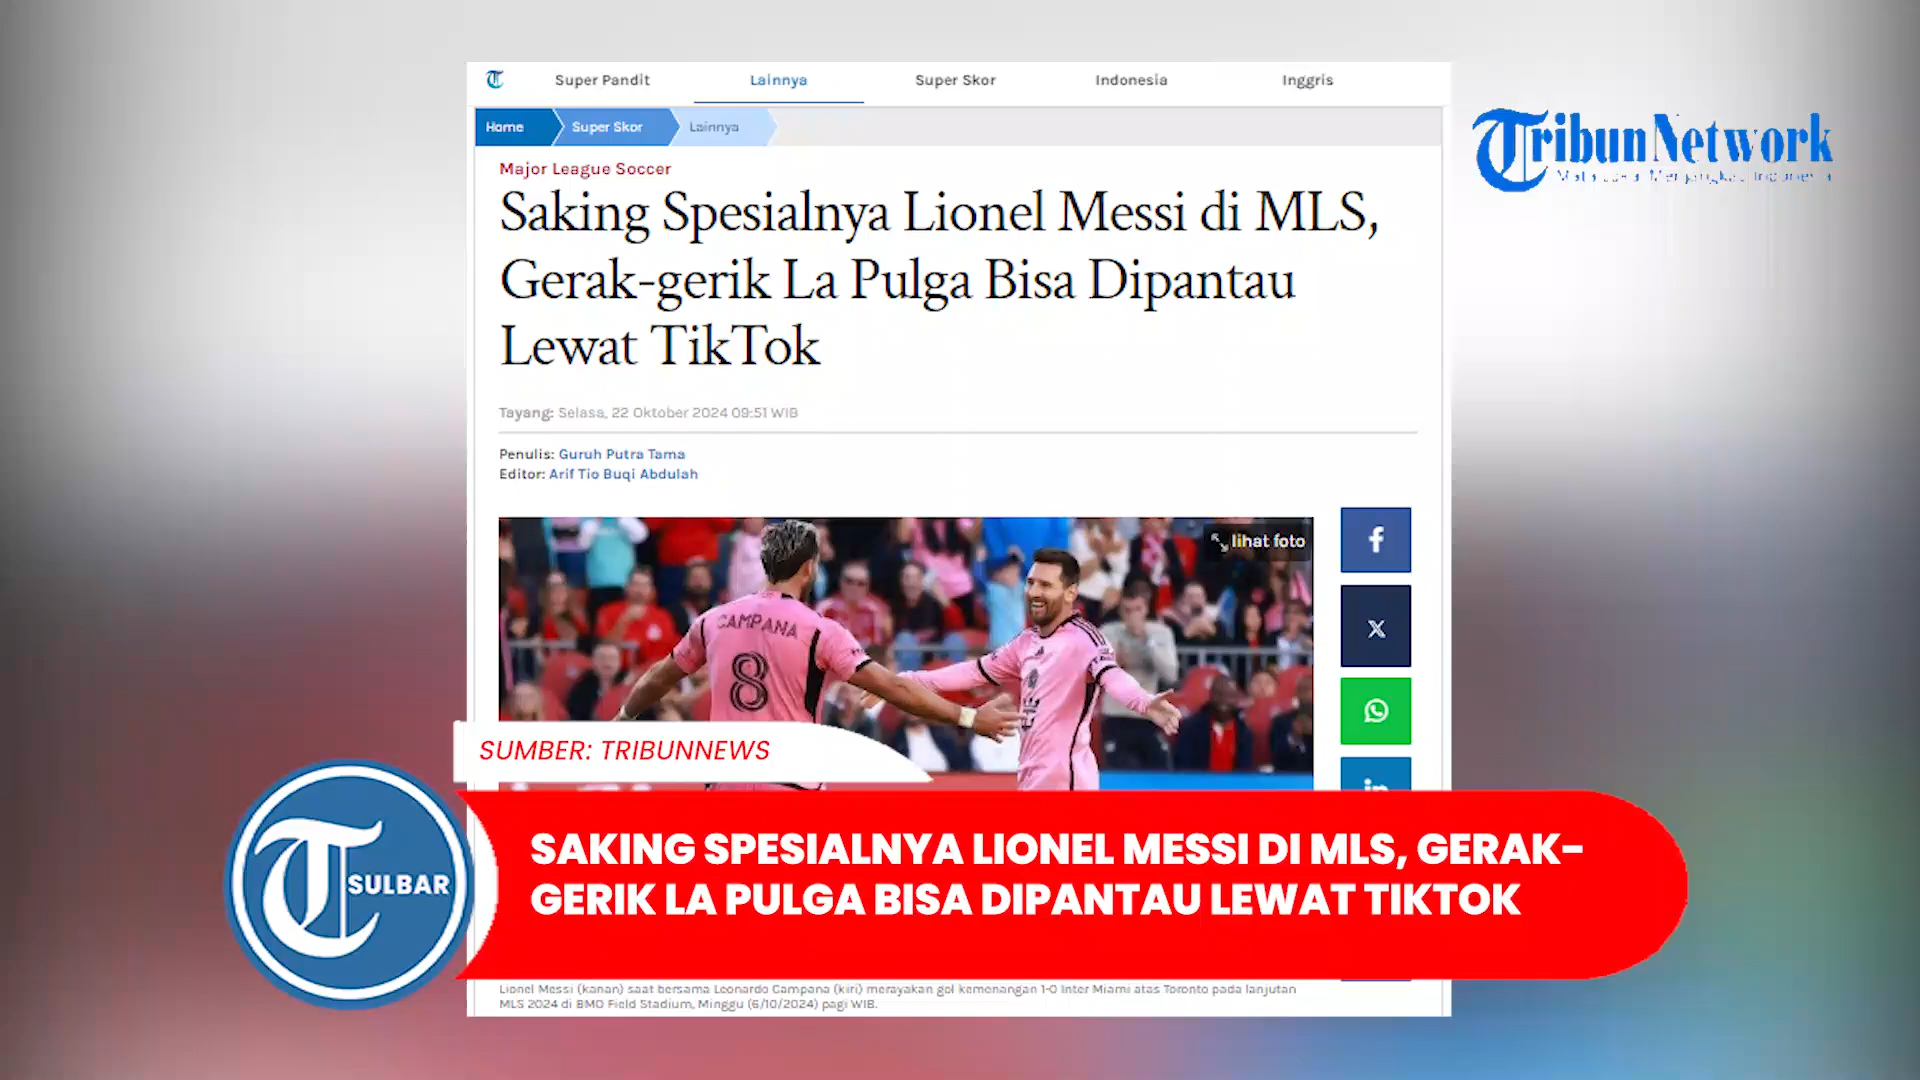 Super Pandit
Lainnya
Super Skor
Indonesia
Inggris
Home
Super Skor
Lainnya
Tribun Network
Major League Soccer
Saking Spesialnya Lionel Messi di MLS,
Gerak-gerik La Pulga Bisa Dipantau
Lewat TikTok
Tayang: Selasa, 22 Oktober 2024 09:51 WIB
Penulis: Guruh Putra Tama
Editor: Arif Tio Buqi Abdulah
lihat foto
CAMPANA
8
SUMBER: TRIBUNNEWS
SULBAR
SAKING SPESIALNYA LIONEL MESSI DI MLS, GERAK-
GERIK LA PULGA BISA DIPANTAU LEWAT TIKTOK
Lionel Messi (kanan) saat bersama Leonardo Campana (kiri) merayakan gol kemenangan 1-0 Inter Miami atas Toronto pada lanjutan
MLS 2024 di BMO Field Stadium, Minggu (6/10/2024) pagi WIB.